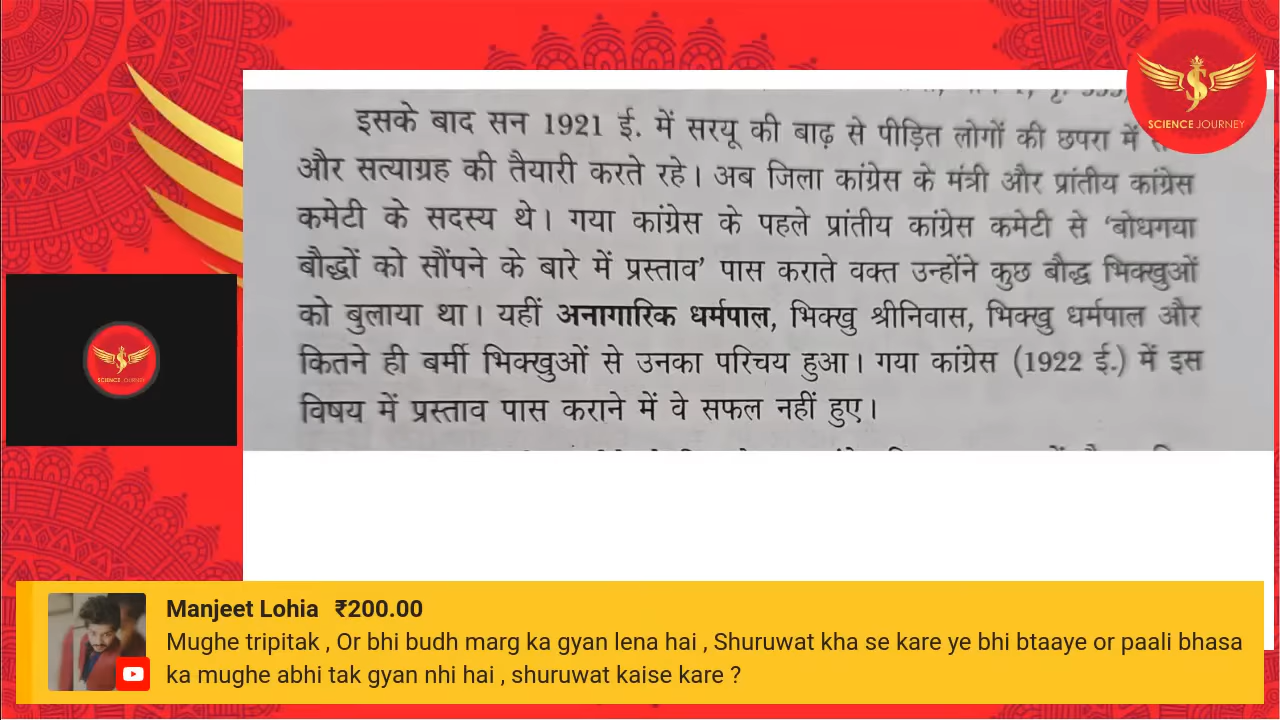 SCIENCE JOURNEY
इसके बाद सन 1921 ई. में सरयू की बाढ़ से पीड़ित लोगों की छपरा में
और सत्याग्रह की तैयारी करते रहे। अब जिला कांग्रेस के मंत्री और प्रांतीय कांग्रेस
कमेटी के सदस्य थे। गया कांग्रेस के पहले प्रांतीय कांग्रेस कमेटी से ‘बोधगया
बौद्धों को सौंपने के बारे में प्रस्ताव’ पास कराते वक्त उन्होंने कुछ बौद्ध भिक्खुओं
को बुलाया था। यहीं अनागारिक धर्मपाल, भिक्खु श्रीनिवास, भिक्खु धर्मपाल और
कितने ही बर्मी भिक्खुओं से उनका परिचय हुआ। गया कांग्रेस (1922 ई.) में इस
विषय में प्रस्ताव पास कराने में वे सफल नहीं हुए।
SCIENCE JOURNEY
Manjeet Lohia ₹200.00
Mughe tripitak , Or bhi budh marg ka gyan lena hai , Shuruwat kha se kare ye bhi btaaye or paali bhasa
ka mughe abhi tak gyan nhi hai , shuruwat kaise kare ?